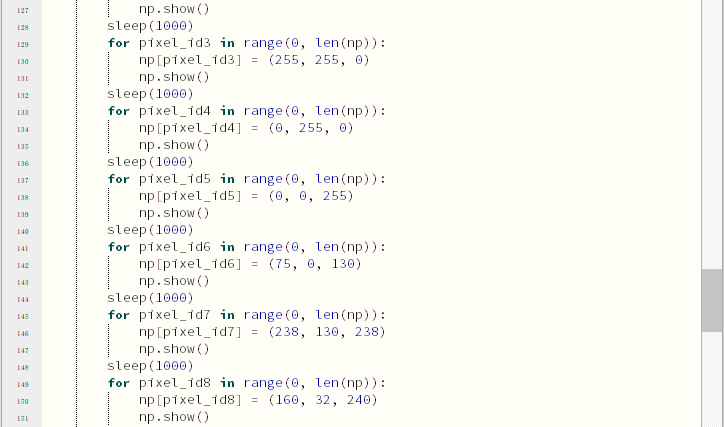 127 np.show()
128 sleep(1000)
129 for pixel_id3 in range(0, len(np)):
130 np[pixel_id3] = (255, 255, 0)
131 np.show()
132 sleep(1000)
133 for pixel_id4 in range(0, len(np)):
134 np[pixel_id4] = (0, 255, 0)
135 np.show()
136 sleep(1000)
137 for pixel_id5 in range(0, len(np)):
138 np[pixel_id5] = (0, 0, 255)
139 np.show()
140 sleep(1000)
141 for pixel_id6 in range(0, len(np)):
142 np[pixel_id6] = (75, 0, 130)
143 np.show()
144 sleep(1000)
145 for pixel_id7 in range(0, len(np)):
146 np[pixel_id7] = (238, 130, 238)
147 np.show()
148 sleep(1000)
149 for pixel_id8 in range(0, len(np)):
150 np[pixel_id8] = (160, 32, 240)
151 np.show()